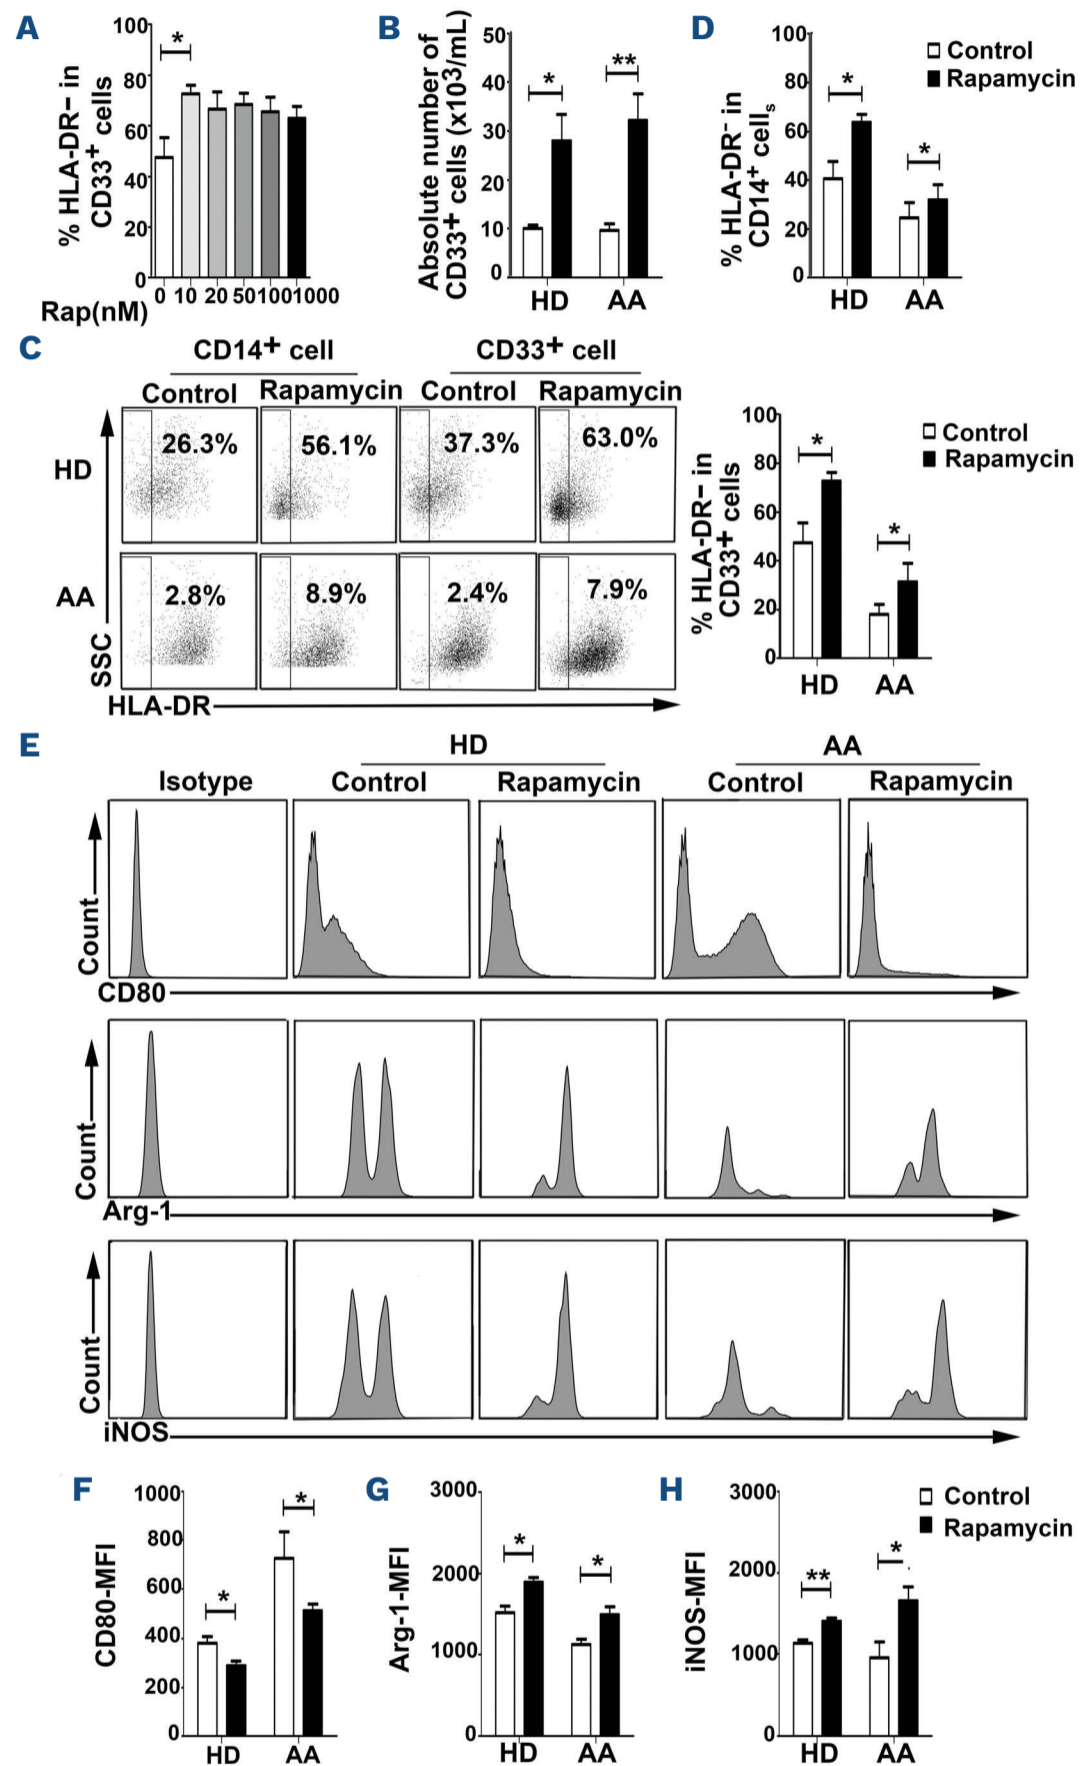 A
% HLA-DR− in
CD33+ cells
100
80
60
40
20
0
*
0 10 20 50 100 1000
Rap(nM)
B
Absolute number of
CD33+ cells (x10³/mL)
50
40
30
20
10
0
*
**
HD AA
D
% HLA-DR- in
CD14+ cells
100
80
60
40
20
0
*
*
HD AA
Control
Rapamycin
C
CD14+ cell CD33+ cell
Control Rapamycin Control Rapamycin
HD
26.3% 56.1% 37.3% 63.0%
AA
2.8% 8.9% 2.4% 7.9%
SSC
HLA-DR
% HLA-DR− in
CD33+ cells
100
80
60
40
20
0
*
*
HD AA
Control
Rapamycin
E
HD AA
Isotype Control Rapamycin Control Rapamycin
Count
CD80
Count
Arg-1
Count
iNOS
F
CD80-MFI
1000
800
600
400
200
0
*
*
HD AA
G
Arg-1-MFI
3000
2000
1000
0
*
*
HD AA
H
iNOS-MFI
3000
2000
1000
0
**
*
HD AA
Control
Rapamycin